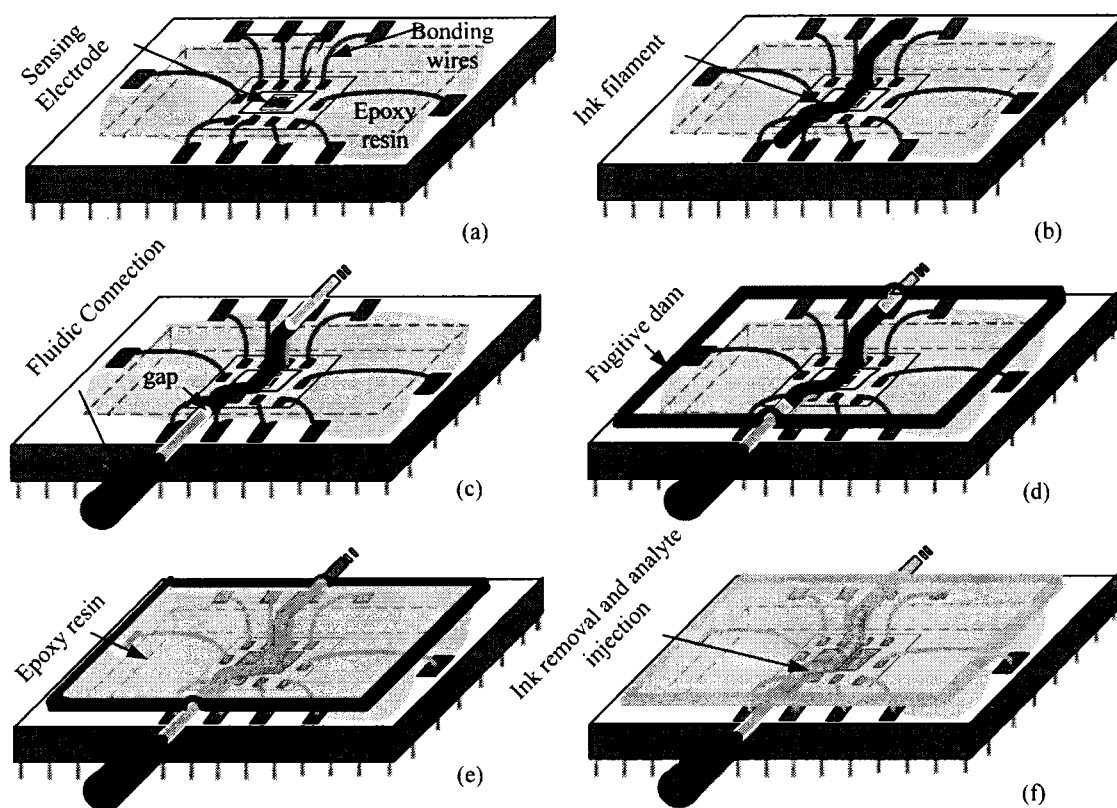 Sensing
Electrode
Bonding
wires
Epoxy
resin
(a)
Ink filament
(b)
Fluidic Connection
gap
(c)
Fugitive dam
(d)
Epoxy resin
(e)
Ink removal and analyte
injection
(f)